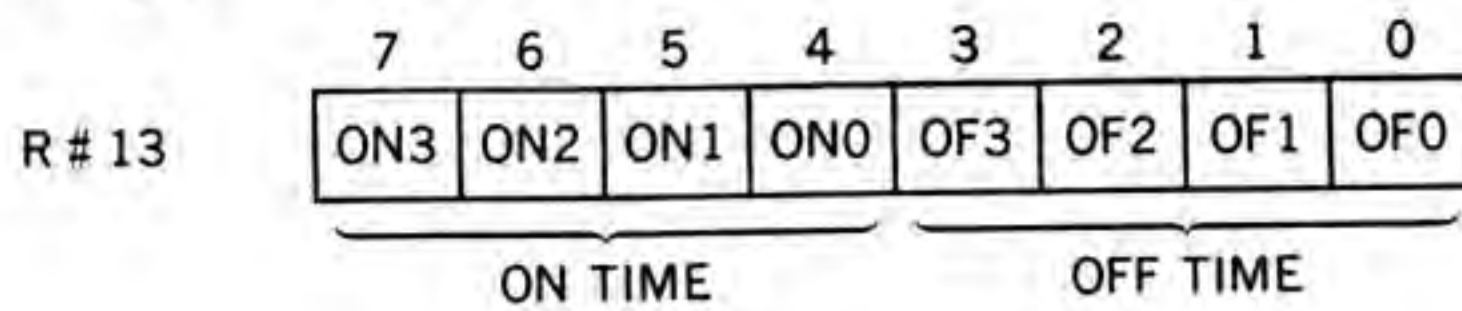 7 6 5 4 3 2 1 0
R # 13 ON3 ON2 ON1 ON0 OF3 OF2 OF1 OF0
ON TIME OFF TIME